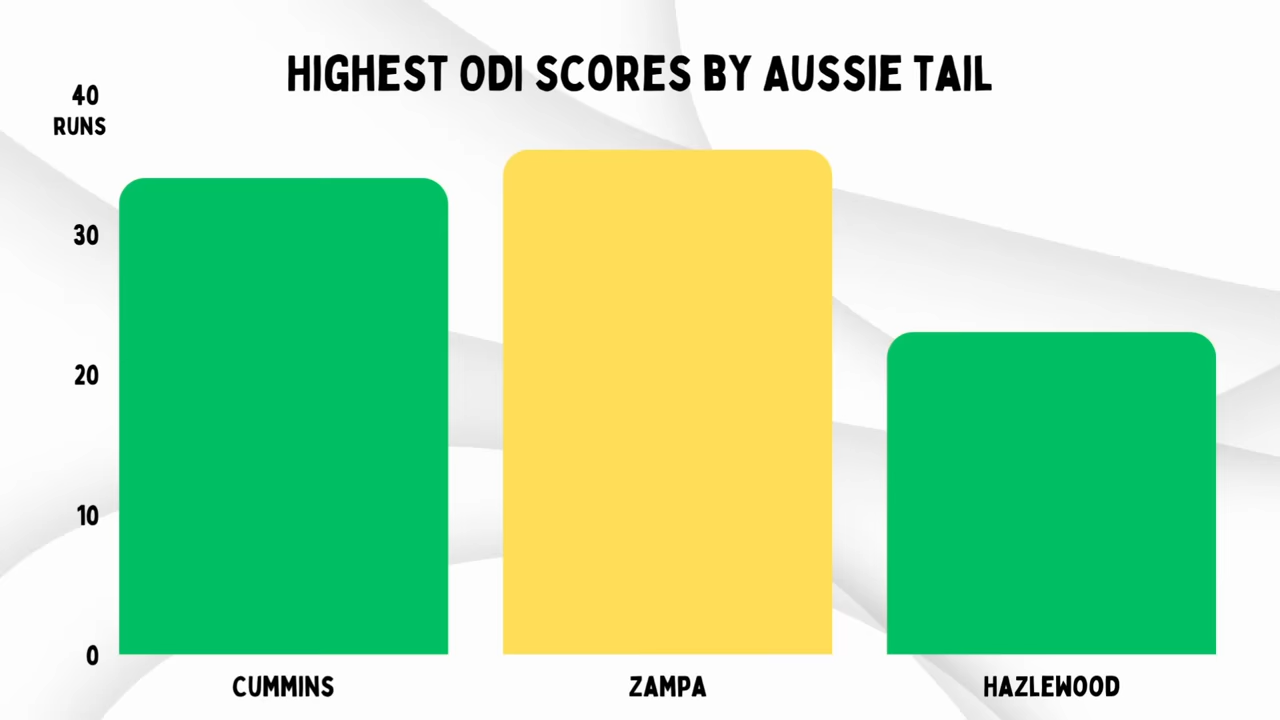 HIGHEST ODI SCORES BY AUSSIE TAIL
40
RUNS
30
20
10
0
CUMMINS
ZAMPA
HAZLEWOOD